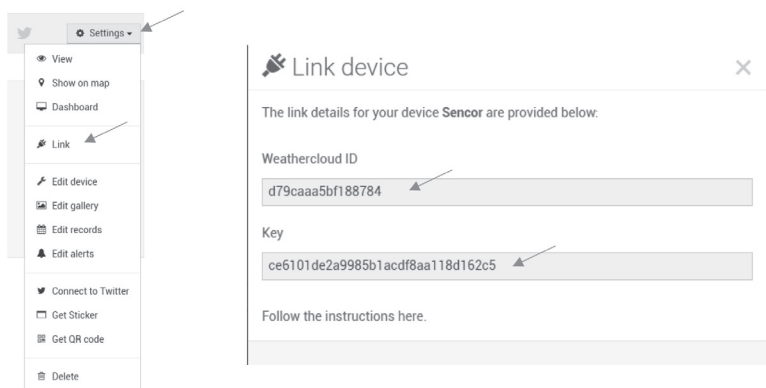 Settings
View
Show on map
Dashboard
Link
Edit device
Edit gallery
Edit records
Edit alerts
Connect to Twitter
Get Sticker
Get QR code
Delete
Link device
The link details for your device Sencor are provided below:
Weathercloud ID
d79caaa5bf188784
Key
ce6101de2a9985b1acdf8aa118d162c5
Follow the instructions here.